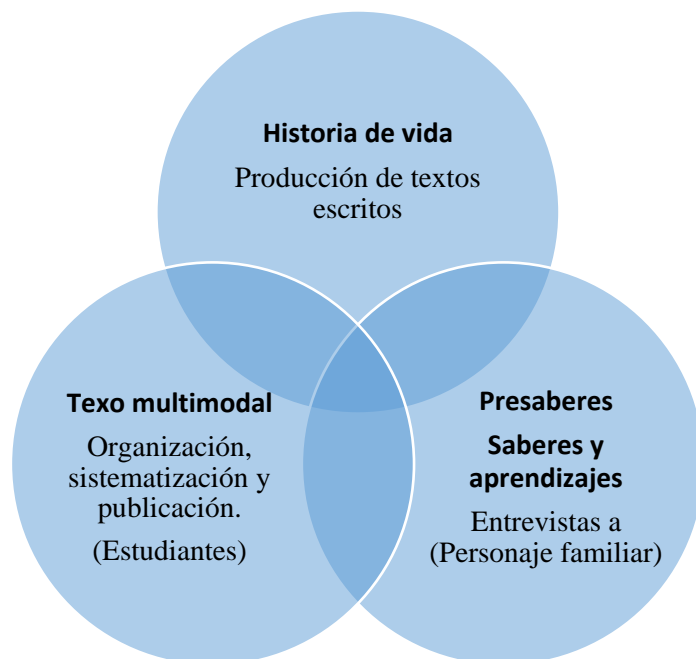 Historia de vida
Producción de textos
escritos
Texo multimodal
Organización,
sistematización y
publicación.
(Estudiantes)
Presaberes
Saberes y
aprendizajes
Entrevistas a
(Personaje familiar)